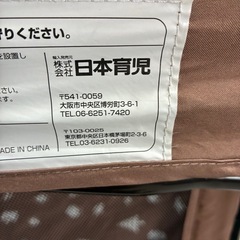 守りください。
を設置し
輸入発売元
株式会社 日本育児
〒541-0059
大阪市中央区博労町3-6-1
TEL.06-6251-7420
〒103-0025
東京都中央区日本橋茅場町2-3-6
TEL.03-6231-0926
MADE IN CHINA